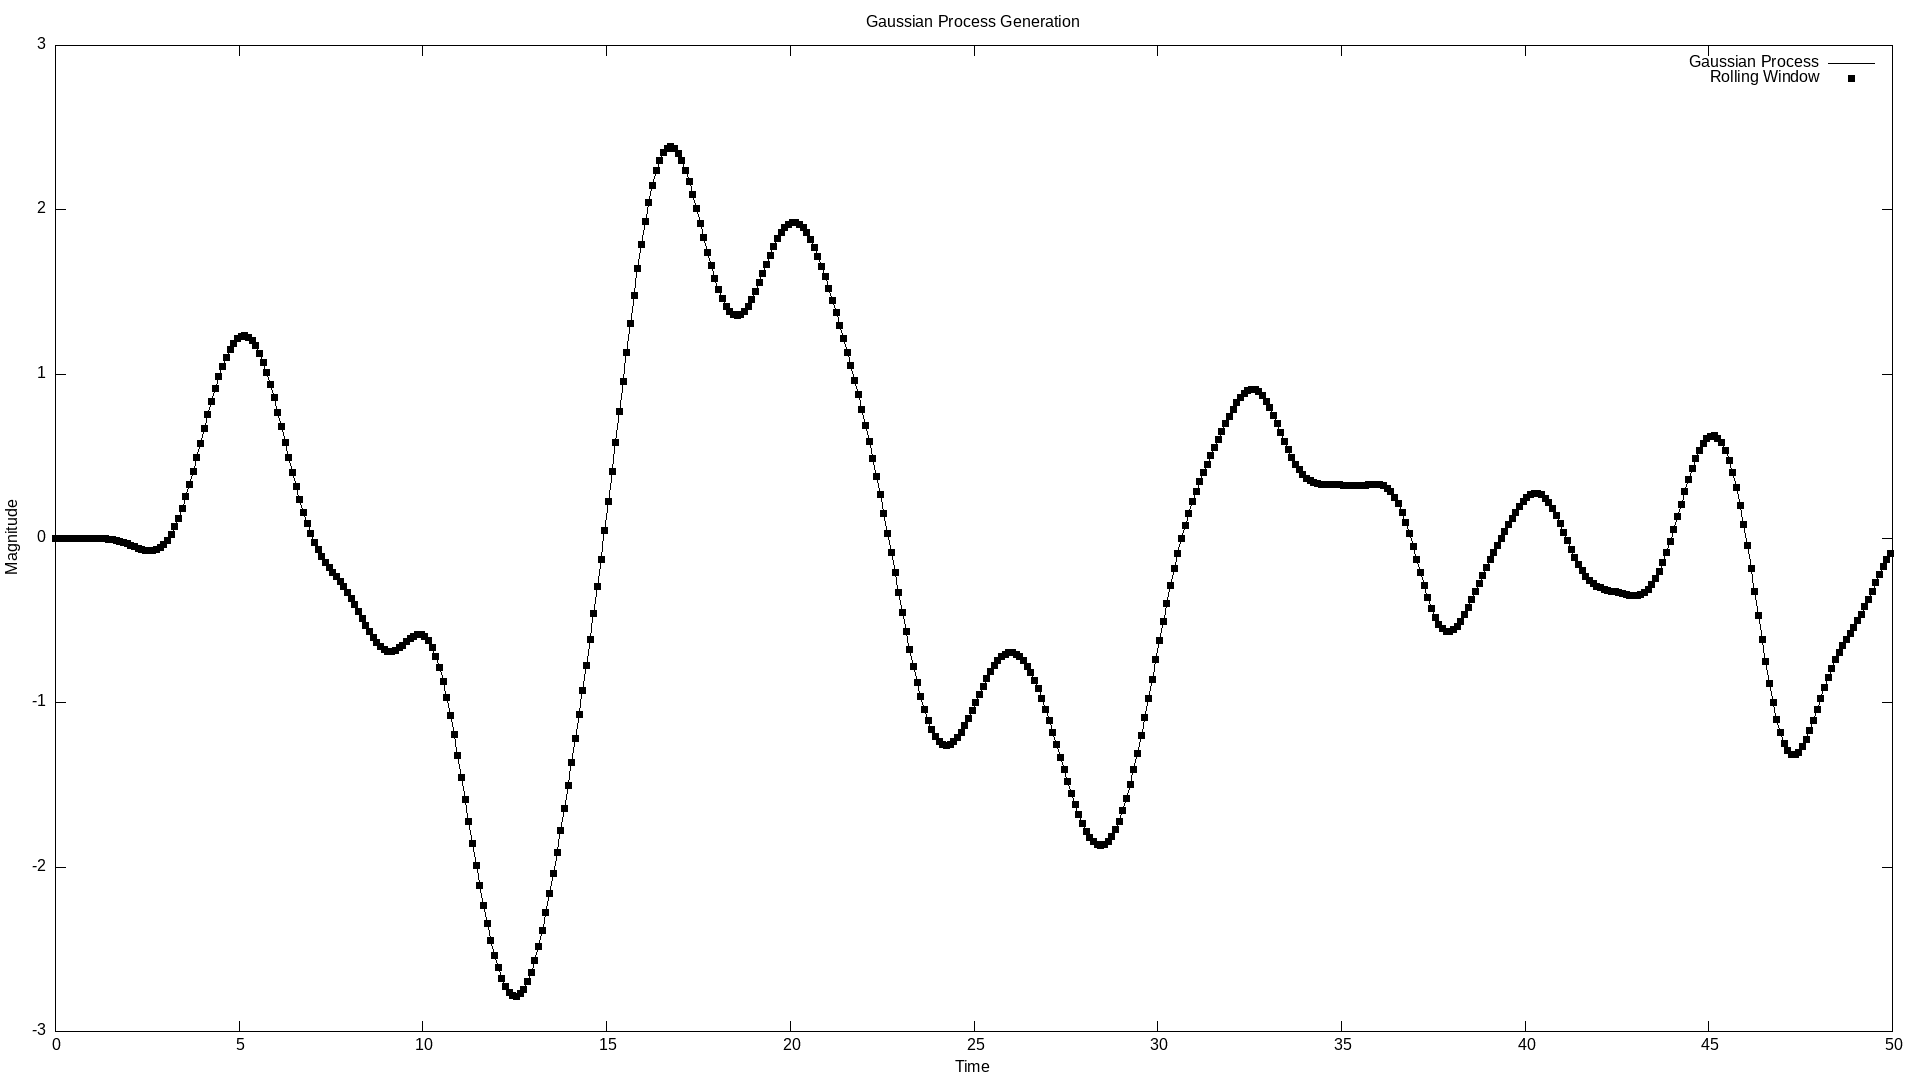 Gaussian Process Generation
Gaussian Process
Rolling Window
3
2
1
0
-1
-2
-3
Magnitude
0 5 10 15 20 25 30 35 40 45 50
Time